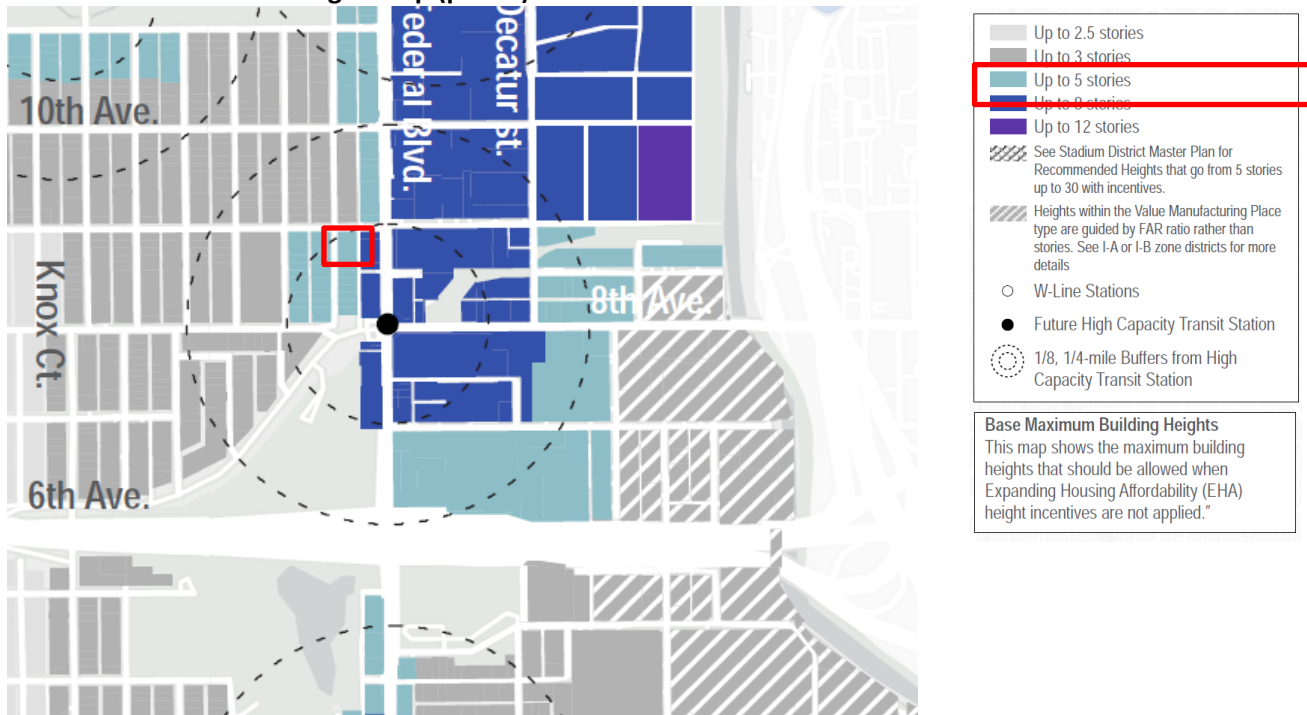 Federal Blvd.
Decatur St.
10th Ave.
Knox Ct.
8th Ave.
6th Ave.
Up to 2.5 stories
Up to 3 stories
Up to 5 stories
Up to 8 stories
Up to 12 stories
See Stadium District Master Plan for
Recommended Heights that go from 5 stories
up to 30 with incentives.
Heights within the Value Manufacturing Place
type are guided by FAR ratio rather than
stories. See I-A or I-B zone districts for more
details
W-Line Stations
Future High Capacity Transit Station
1/8, 1/4-mile Buffers from High
Capacity Transit Station
Base Maximum Building Heights
This map shows the maximum building
heights that should be allowed when
Expanding Housing Affordability (EHA)
height incentives are not applied.”